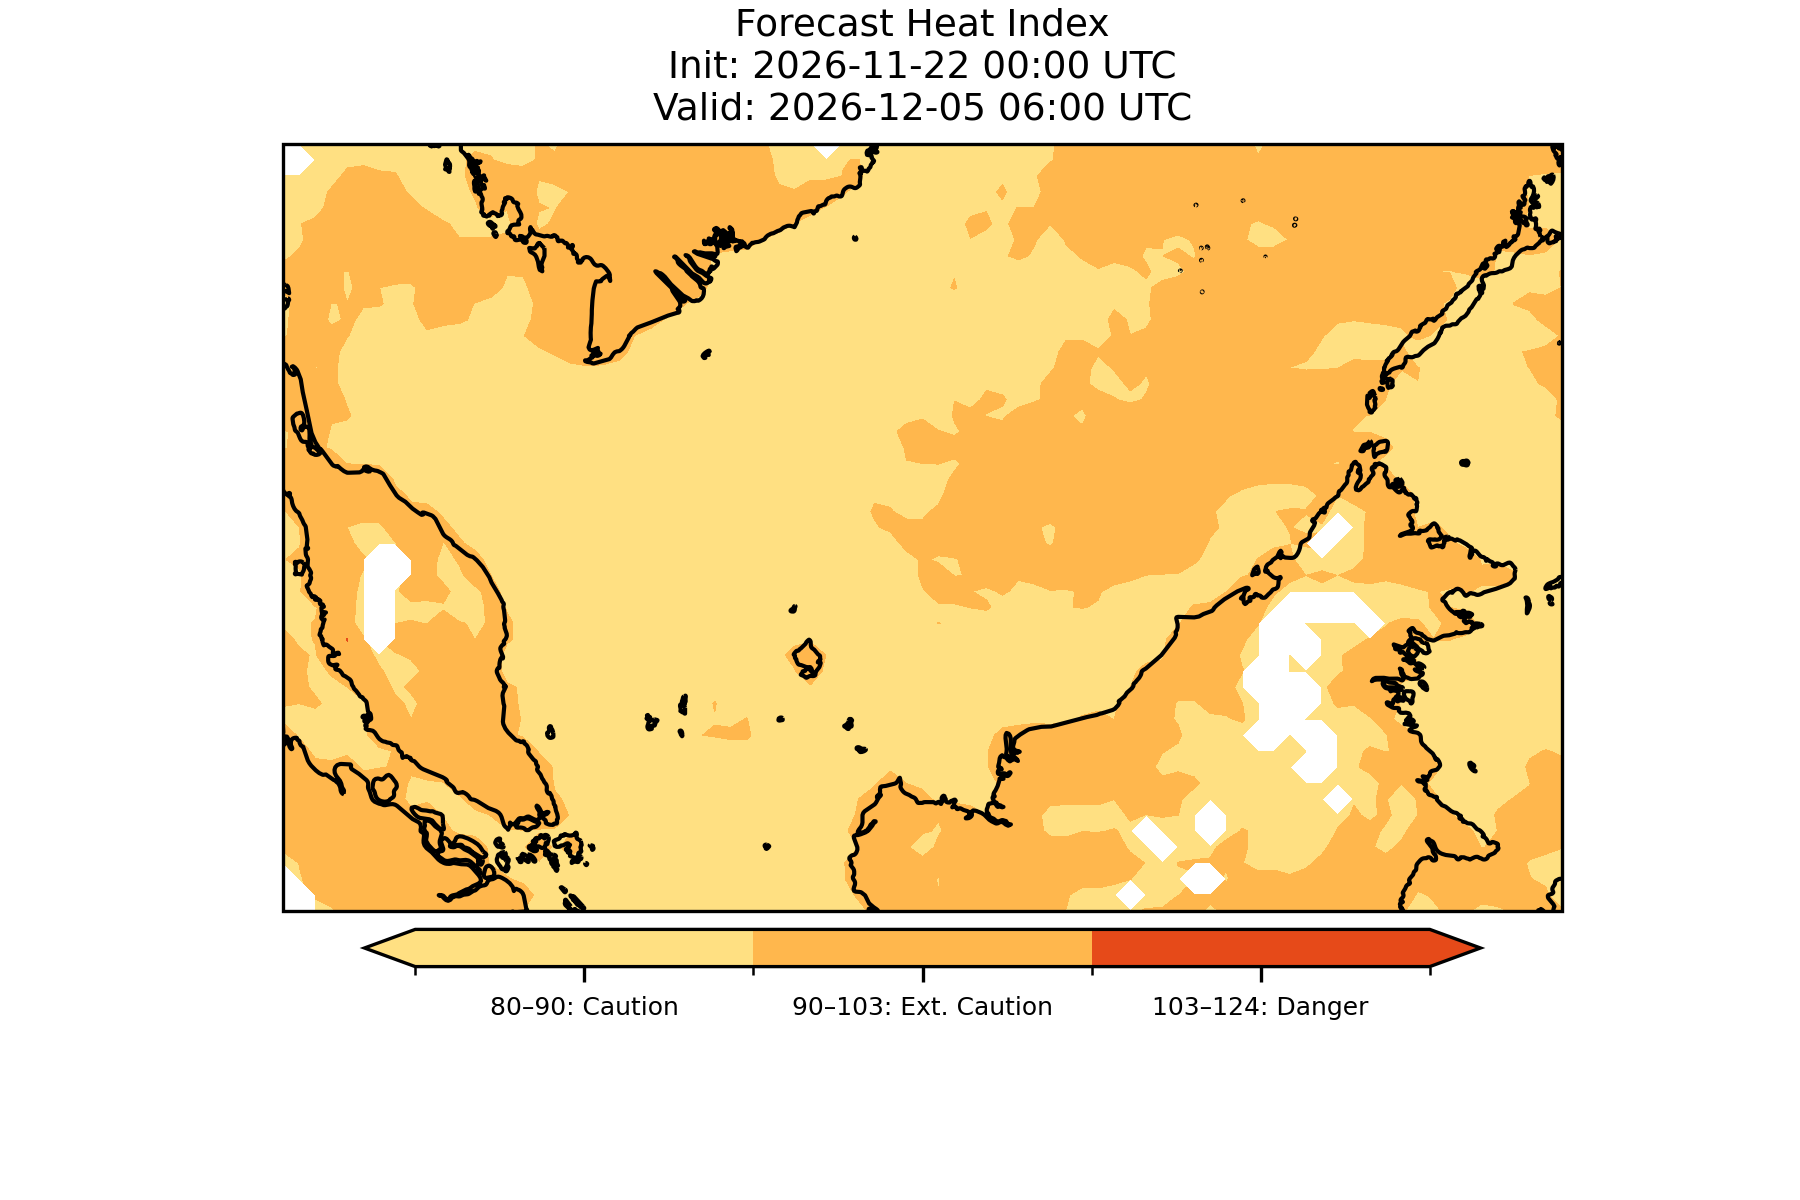 Forecast Heat Index
Init: 2026-11-22 00:00 UTC
Valid: 2026-12-05 06:00 UTC
80–90: Caution
90–103: Ext. Caution
103–124: Danger